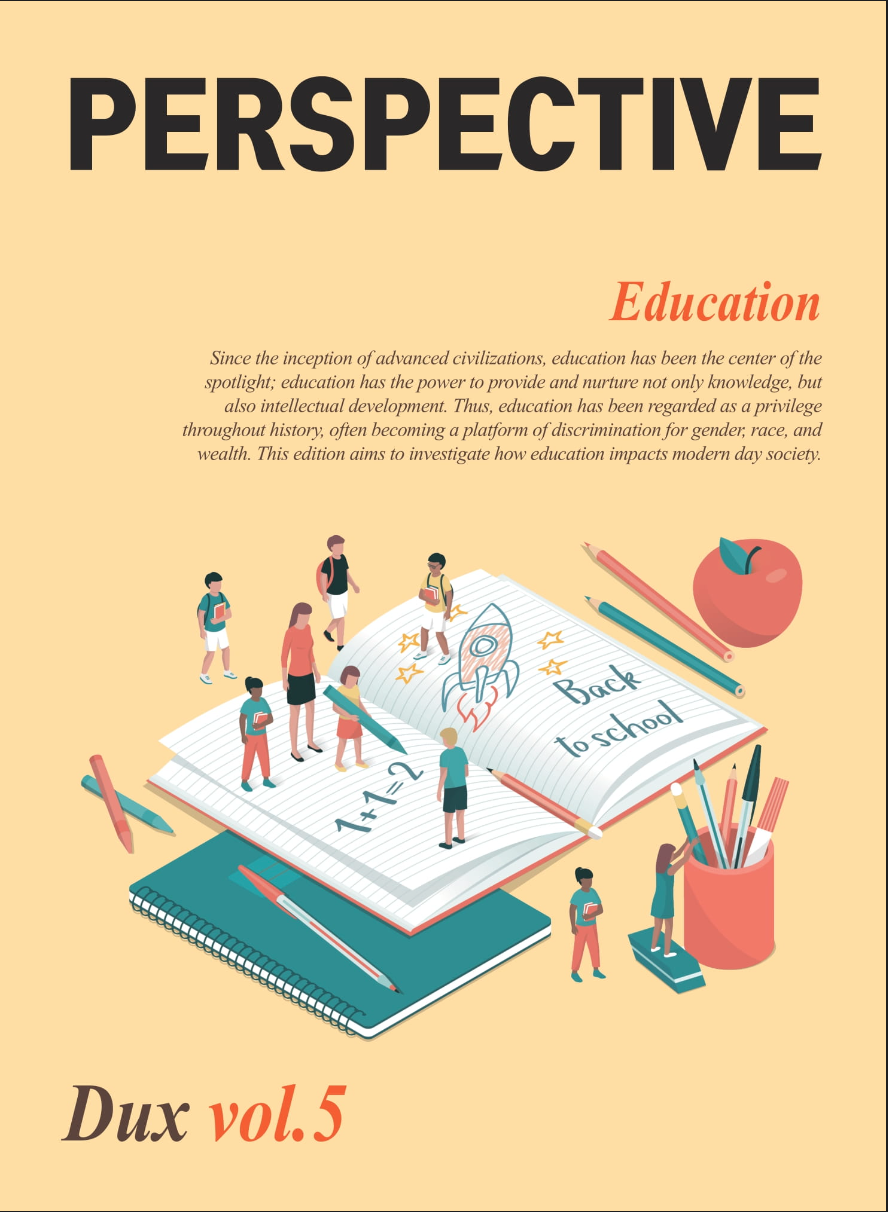 PERSPECTIVE
Education
Since the inception of advanced civilizations, education has been the center of the
spotlight; education has the power to provide and nurture not only knowledge, but
also intellectual development. Thus, education has been regarded as a privilege
throughout history, often becoming a platform of discrimination for gender, race, and
wealth. This edition aims to investigate how education impacts modern day society.
Back
to school
1+1=2
Dux vol.5